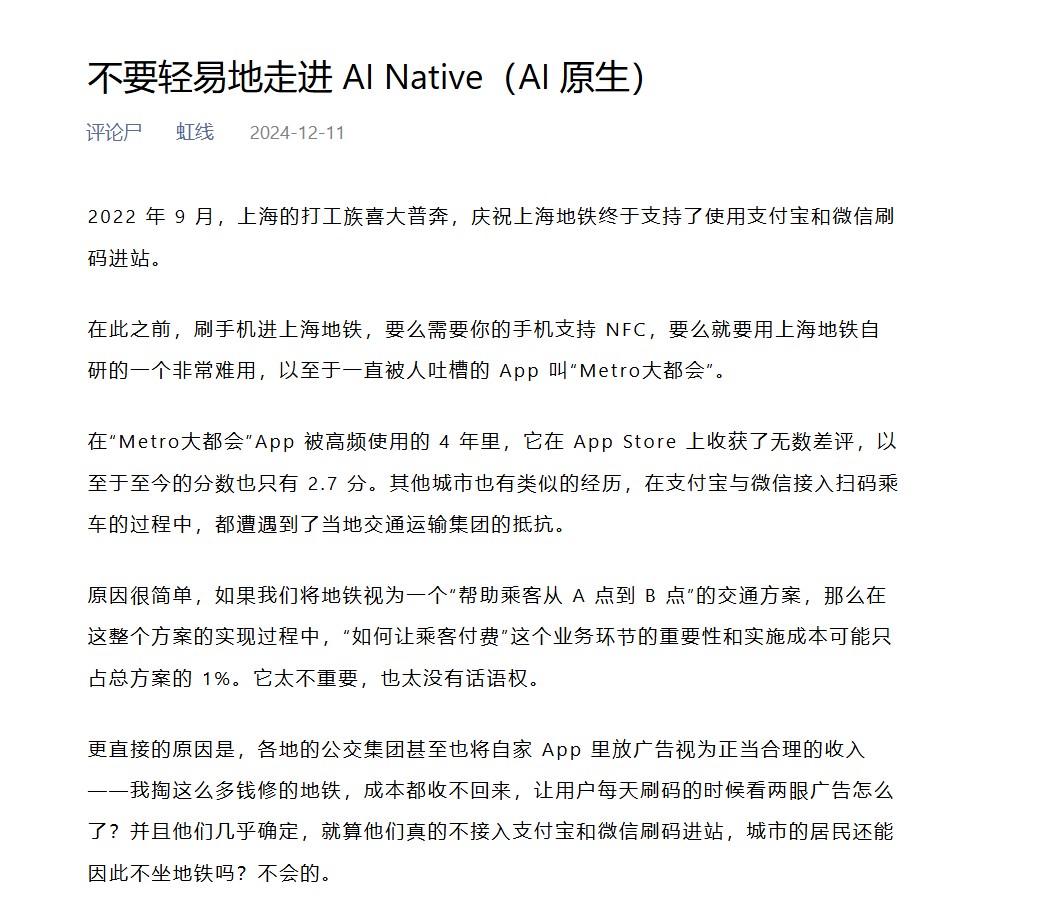 不要轻易地走进 AI Native（AI 原生）
评论尸 虹线 2024-12-11
2022 年 9 月，上海的打工族喜大普奔，庆祝上海地铁终于支持了使用支付宝和微信刷
码进站。
在此之前，刷手机进上海地铁，要么需要你的手机支持 NFC，要么就要用上海地铁自
研的一个非常难用，以至于一直被人吐槽的 App 叫“Metro大都会”。
在“Metro大都会”App 被高频使用的 4 年里，它在 App Store 上收获了无数差评，以
至于至今的分数也只有 2.7 分。其他城市也有类似的经历，在支付宝与微信接入扫码乘
车的过程中，都遭遇到了当地交通运输集团的抵抗。
原因很简单，如果我们将地铁视为一个“帮助乘客从 A 点到 B 点”的交通方案，那么在
这整个方案的实现过程中，“如何让乘客付费”这个业务环节的重要性和实施成本可能只
占总方案的 1%。它太不重要，也太没有话语权。
更直接的原因是，各地的公交集团甚至也将自家 App 里放广告视为正当合理的收入
——我掏这么多钱修的地铁，成本都收不回来，让用户每天刷码的时候看两眼广告怎么
了？并且他们几乎确定，就算他们真的不接入支付宝和微信刷码进站，城市的居民还能
因此不坐地铁吗？不会的。